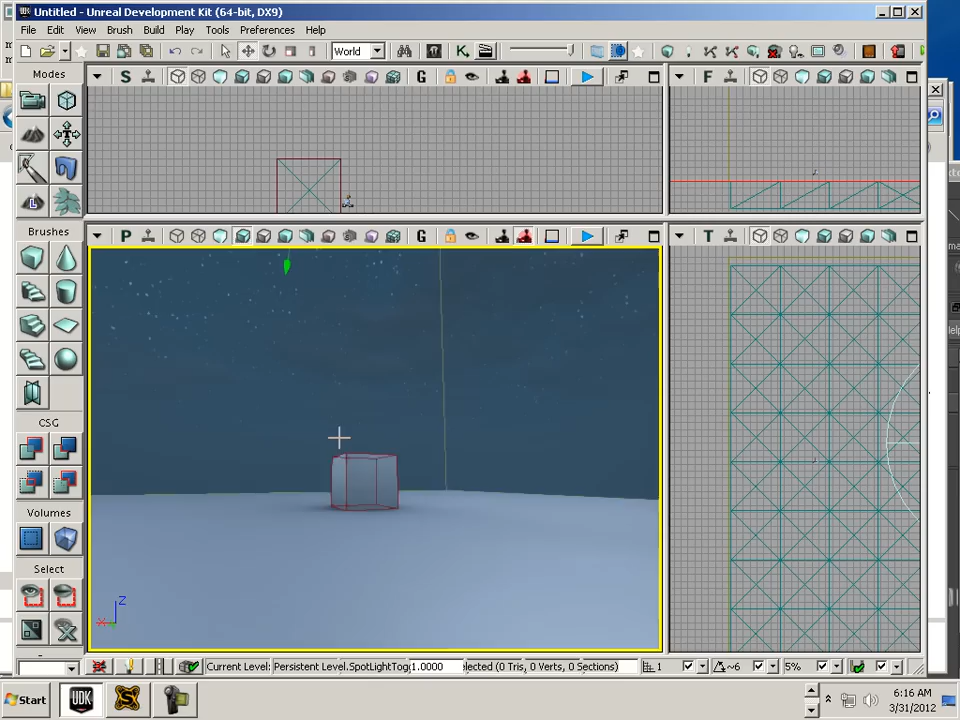 Untitled - Unreal Development Kit (64-bit, DX9)
File Edit View Brush Build Play Tools Preferences Help
World
Modes
S G F
L
Brushes
P G T
CSG
Volumes
Select
Z
X
Current Level: Persistent Level.SpotLightTog 1.0000 elected (0 Tris, 0 Verts, 0 Sections) 1 ~6 5%
Start UDK 6:16 AM
3/31/2012